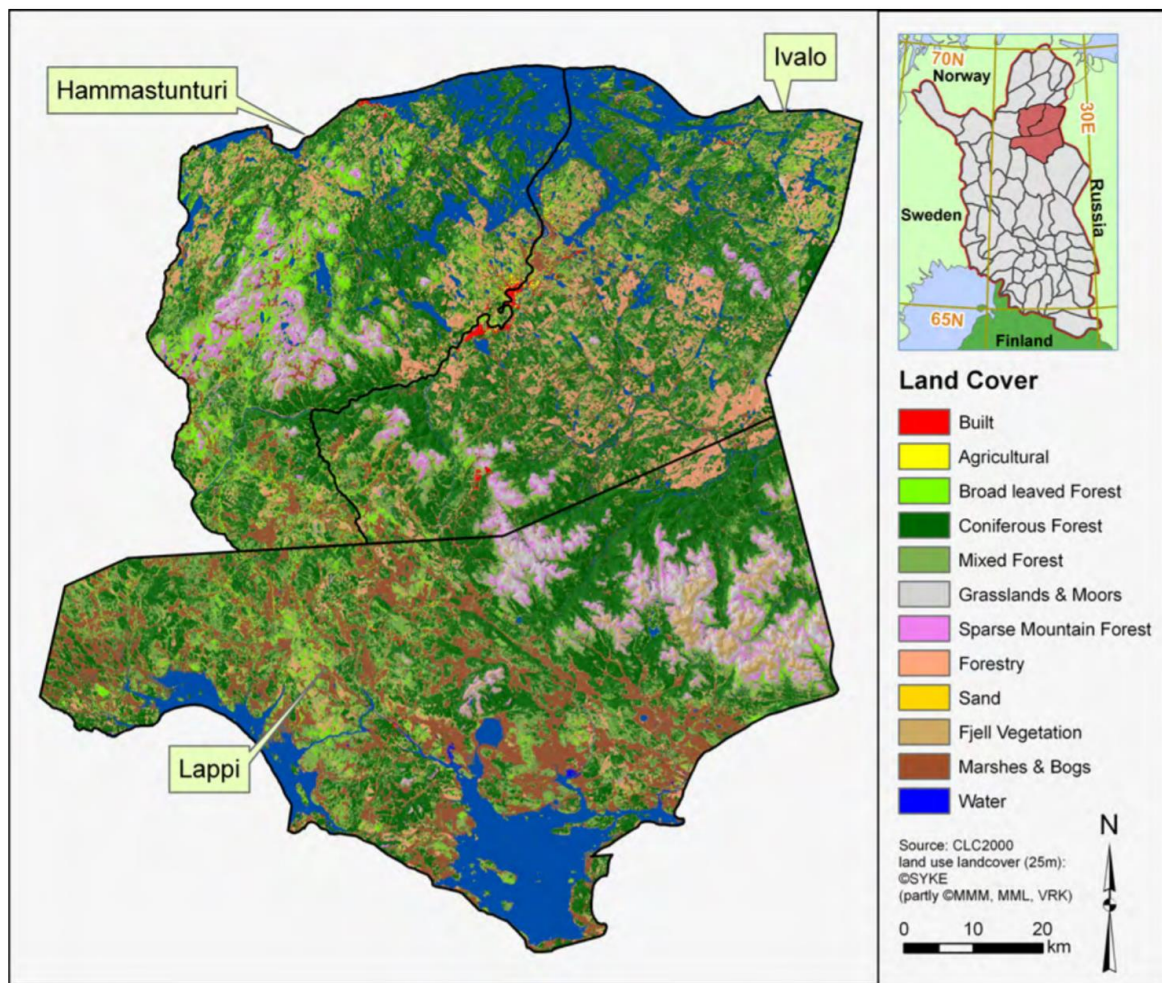 Hammastunturi
Ivalo
Lappi
70N
Norway
30E
Sweden
Russia
65N
Finland
Land Cover
Built
Agricultural
Broad leaved Forest
Coniferous Forest
Mixed Forest
Grasslands & Moors
Sparse Mountain Forest
Forestry
Sand
Fjell Vegetation
Marshes & Bogs
Water
N
Source: CLC2000
land use landcover (25m):
©SYKE
(partly ©MMM, MML, VRK)
0 10 20
km